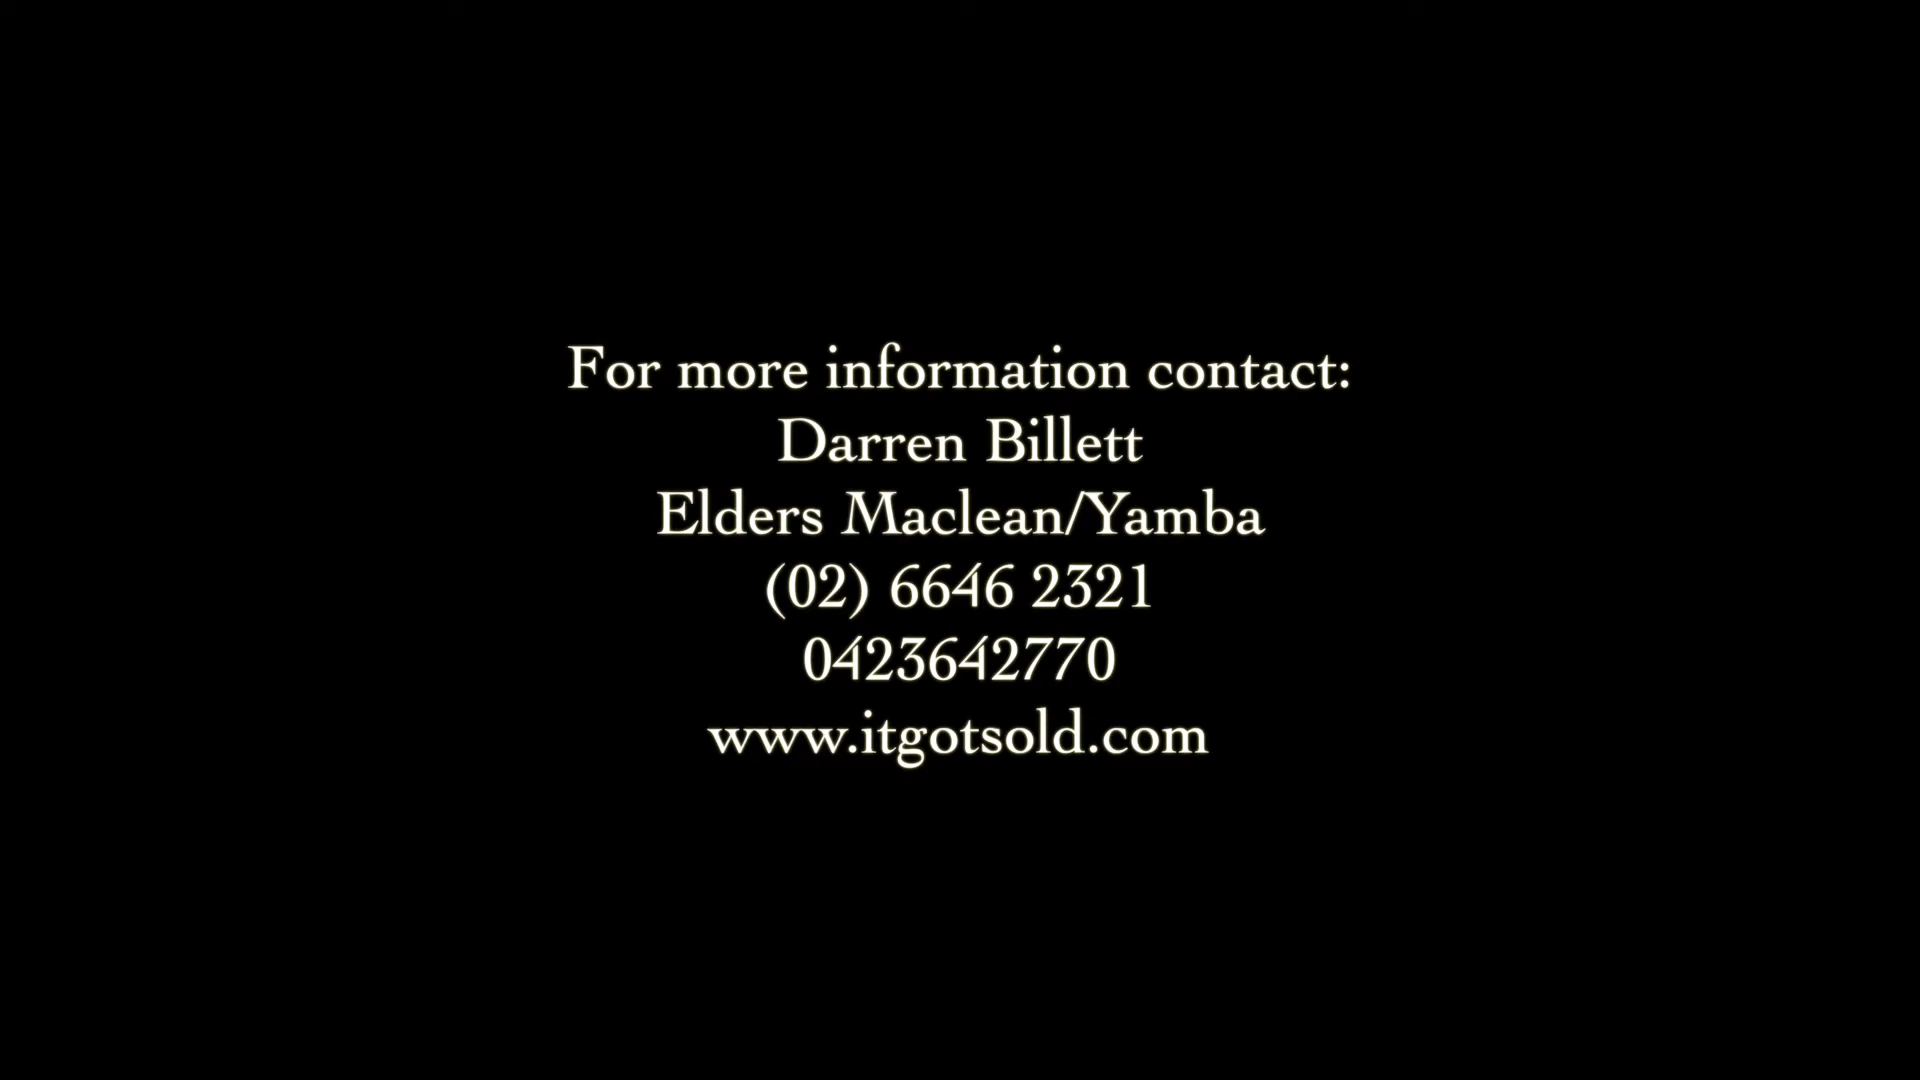 For more information contact:
Darren Billett
Elders Maclean/Yamba
(02) 6646 2321
0423642770
www.itgotsold.com